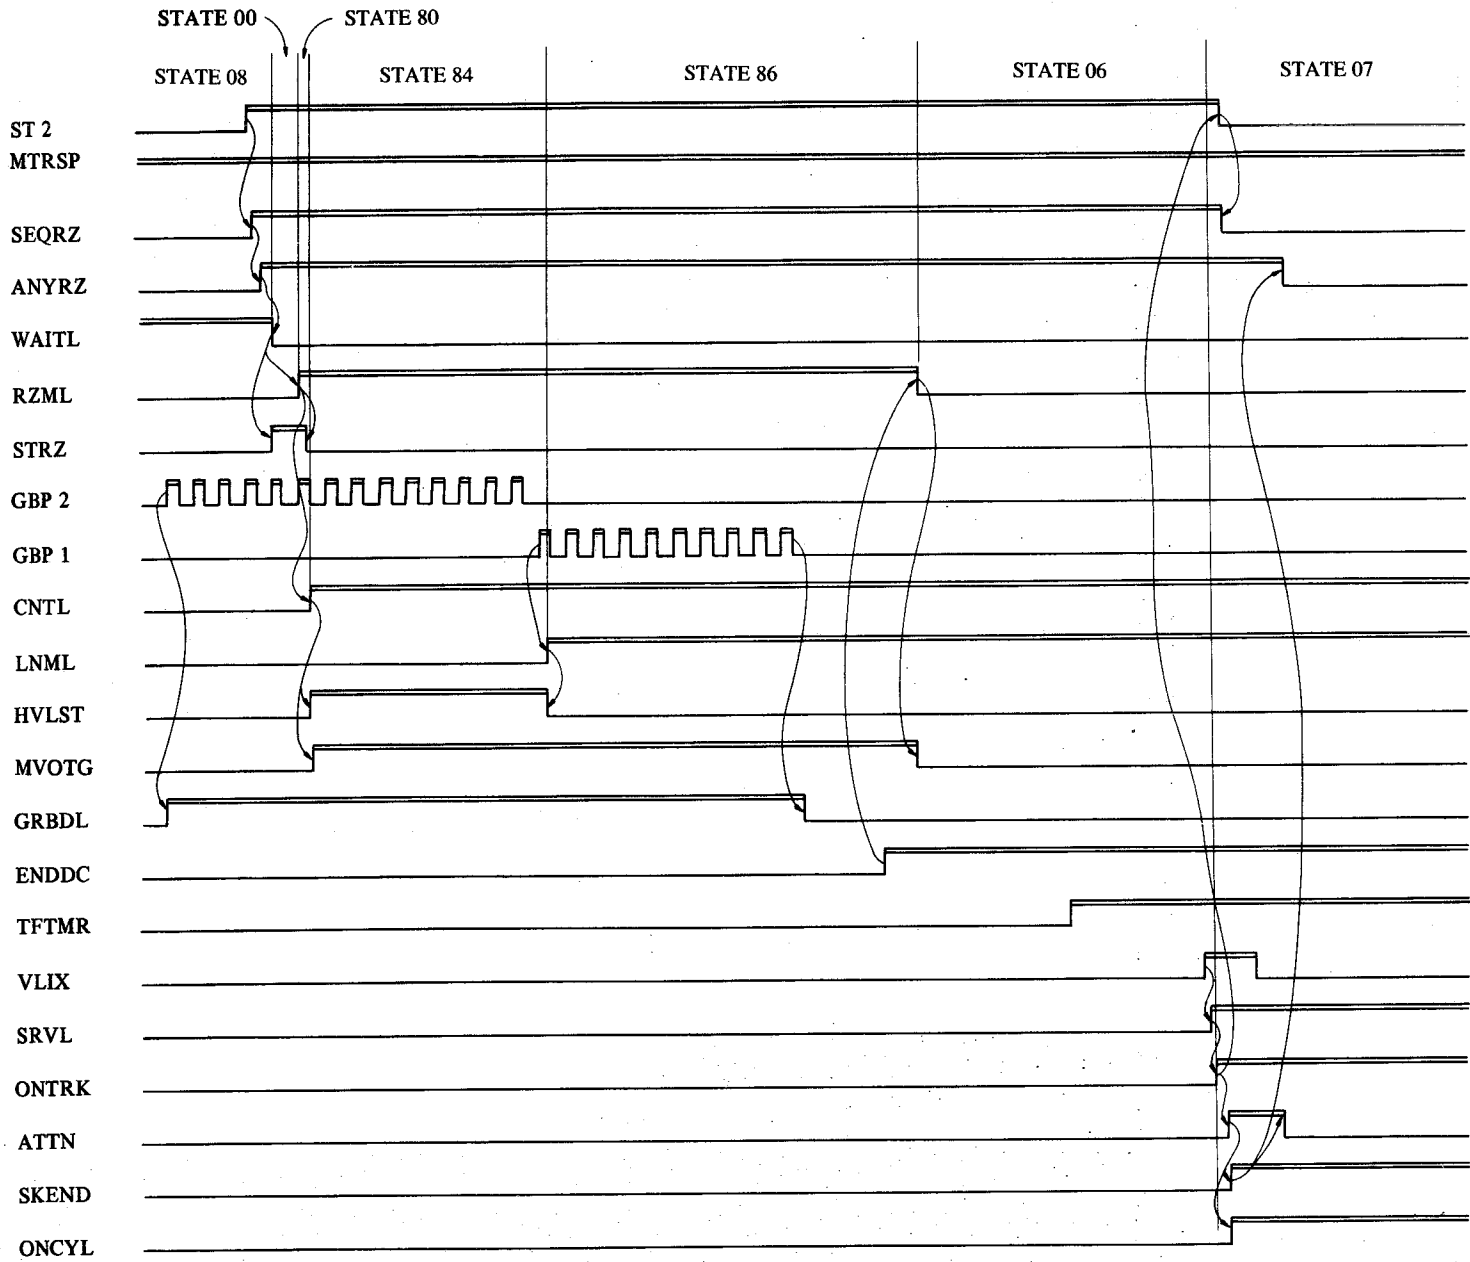 STATE 00
STATE 80
STATE 08
STATE 84
STATE 86
STATE 06
STATE 07
ST 2
MTRSP
SEQRZ
ANYRZ
WAITL
RZML
STRZ
GBP 2
GBP 1
CNTL
LNML
HVLST
MVOTG
GRBDL
ENDDC
TFTMR
VLIX
SRVL
ONTRK
ATTN
SKEND
ONCYL